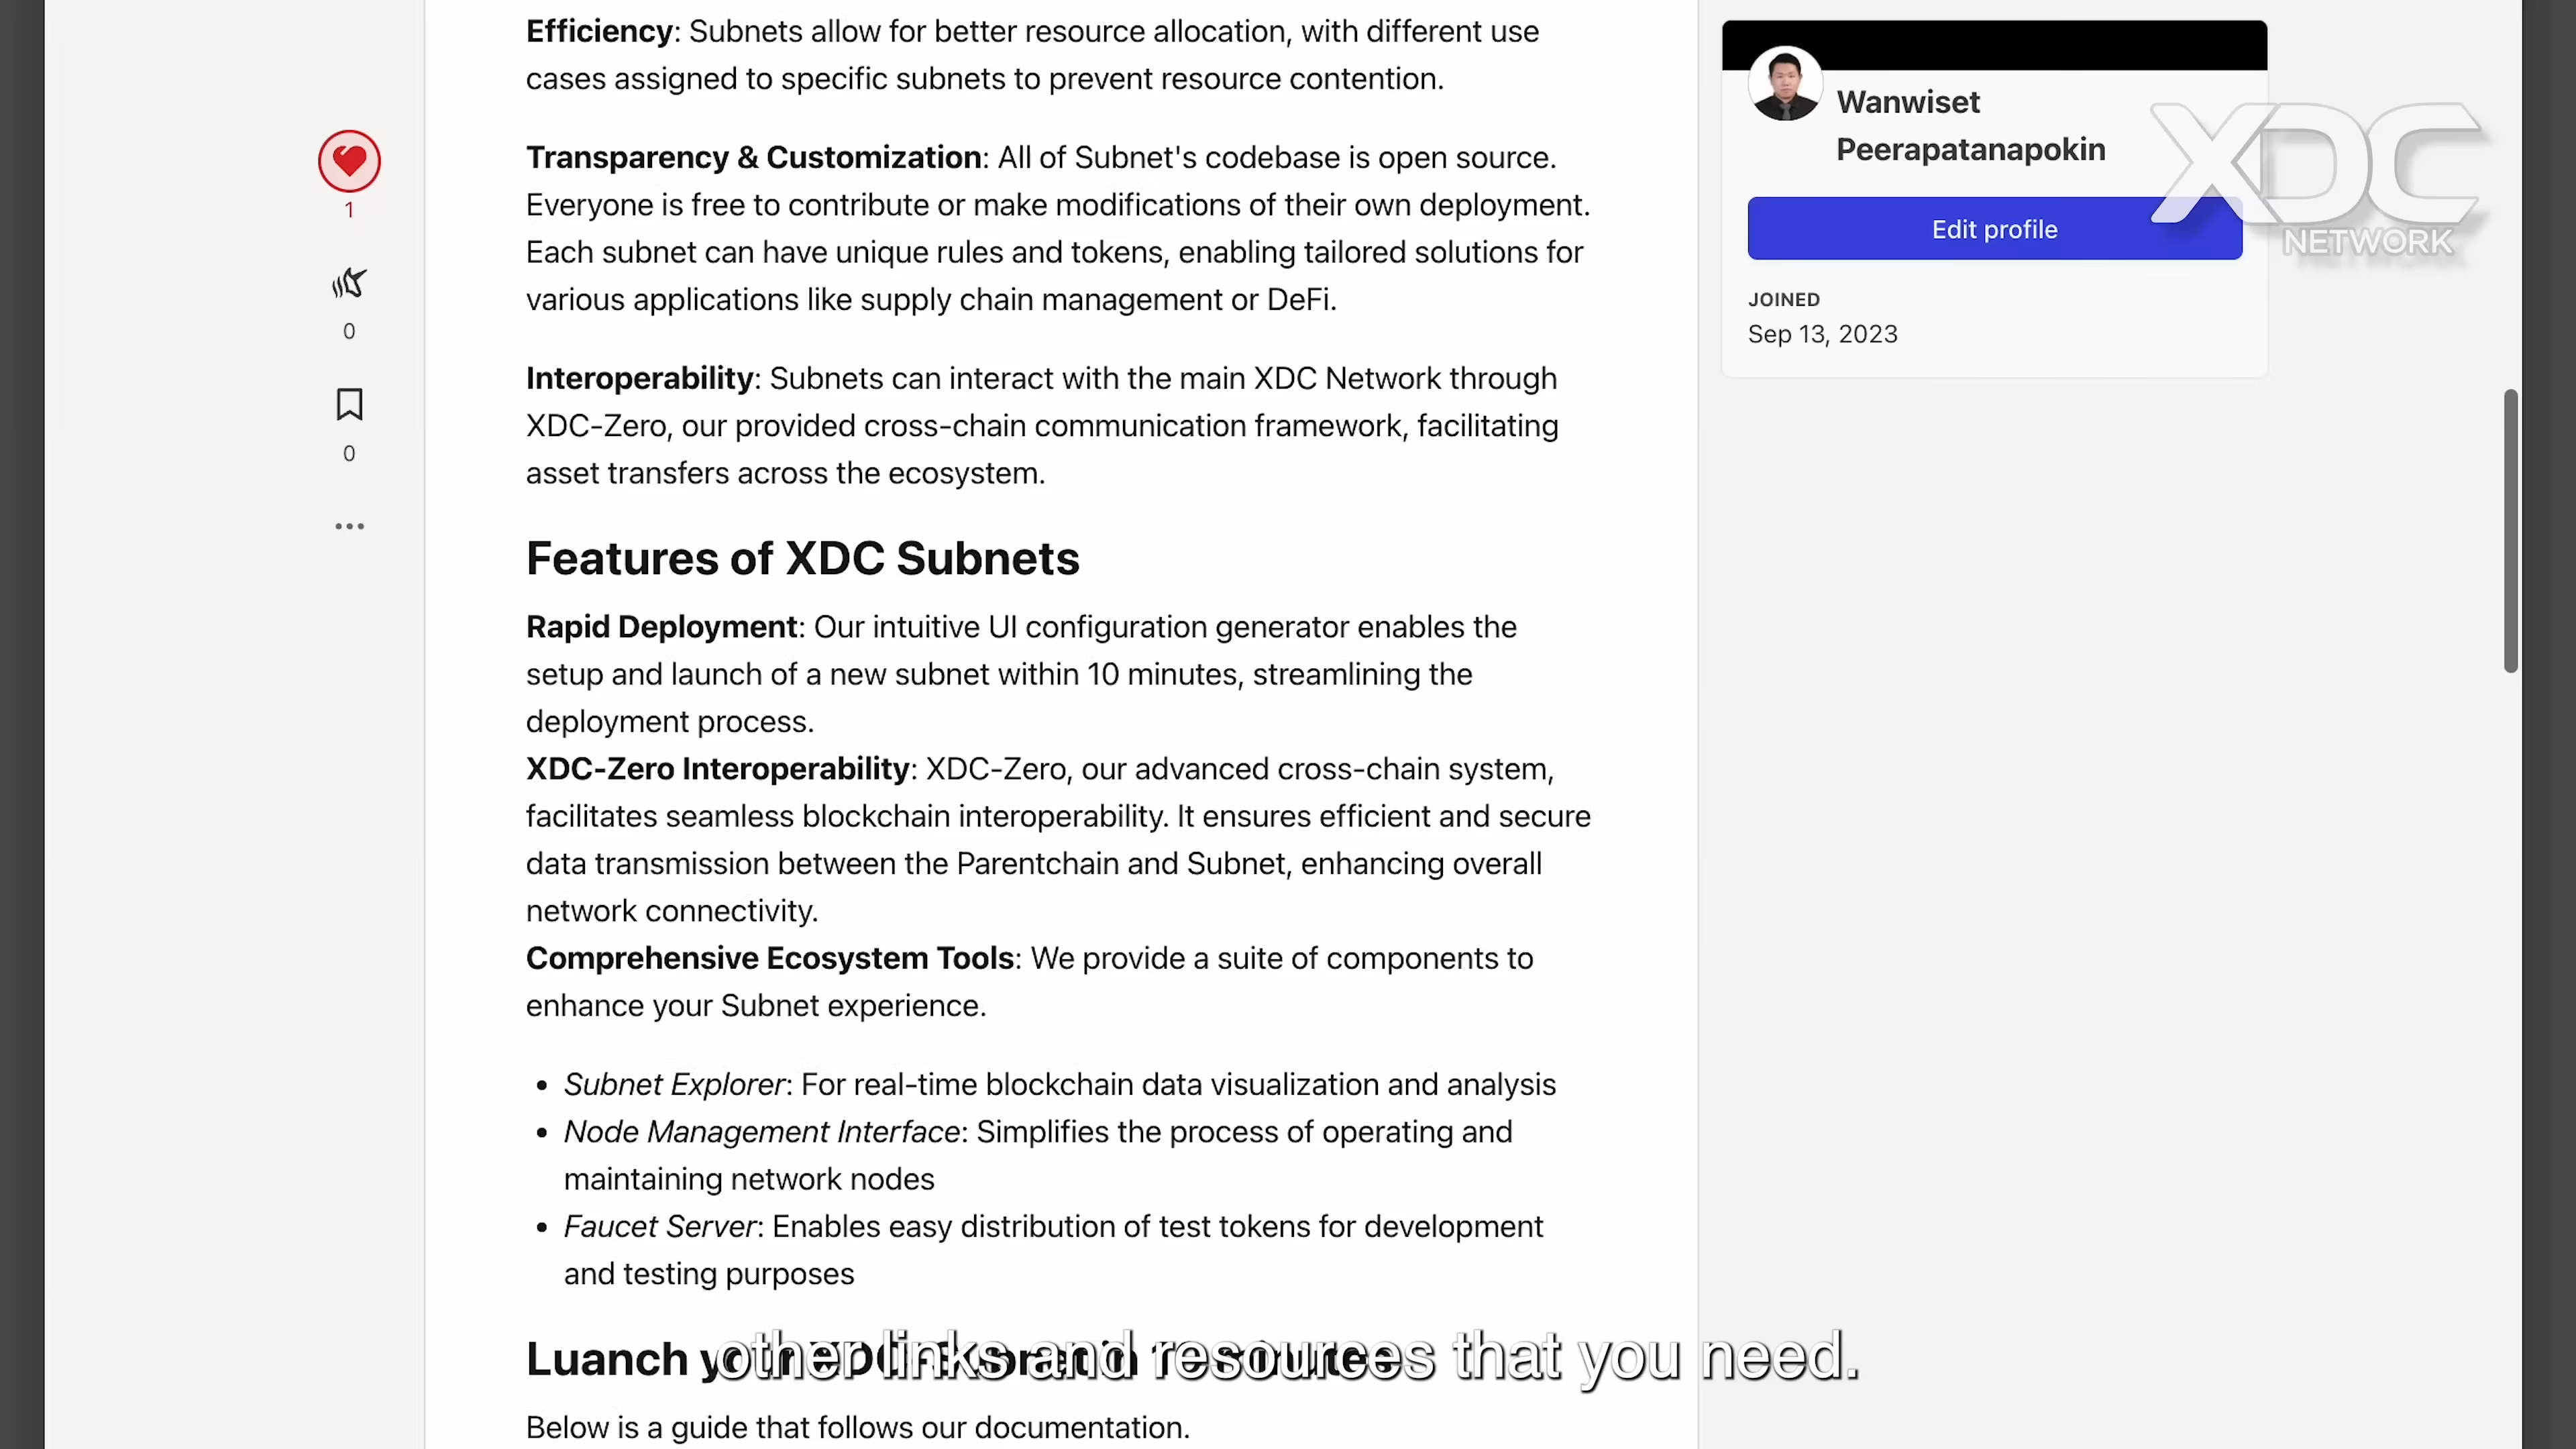 Efficiency: Subnets allow for better resource allocation, with different use
cases assigned to specific subnets to prevent resource contention.
Transparency & Customization: All of Subnet's codebase is open source.
Everyone is free to contribute or make modifications of their own deployment.
Each subnet can have unique rules and tokens, enabling tailored solutions for
various applications like supply chain management or DeFi.
Interoperability: Subnets can interact with the main XDC Network through
XDC-Zero, our provided cross-chain communication framework, facilitating
asset transfers across the ecosystem.
Features of XDC Subnets
Rapid Deployment: Our intuitive UI configuration generator enables the
setup and launch of a new subnet within 10 minutes, streamlining the
deployment process.
XDC-Zero Interoperability: XDC-Zero, our advanced cross-chain system,
facilitates seamless blockchain interoperability. It ensures efficient and secure
data transmission between the Parentchain and Subnet, enhancing overall
network connectivity.
Comprehensive Ecosystem Tools: We provide a suite of components to
enhance your Subnet experience.
• Subnet Explorer: For real-time blockchain data visualization and analysis
• Node Management Interface: Simplifies the process of operating and
maintaining network nodes
• Faucet Server: Enables easy distribution of test tokens for development
and testing purposes
Luanch your XDC-Subnet in minutes
other links and resources that you need.
Below is a guide that follows our documentation.
1
0
0
Wanwiset
Peerapatanapokin
Edit profile
JOINED
Sep 13, 2023
XDC
NETWORK